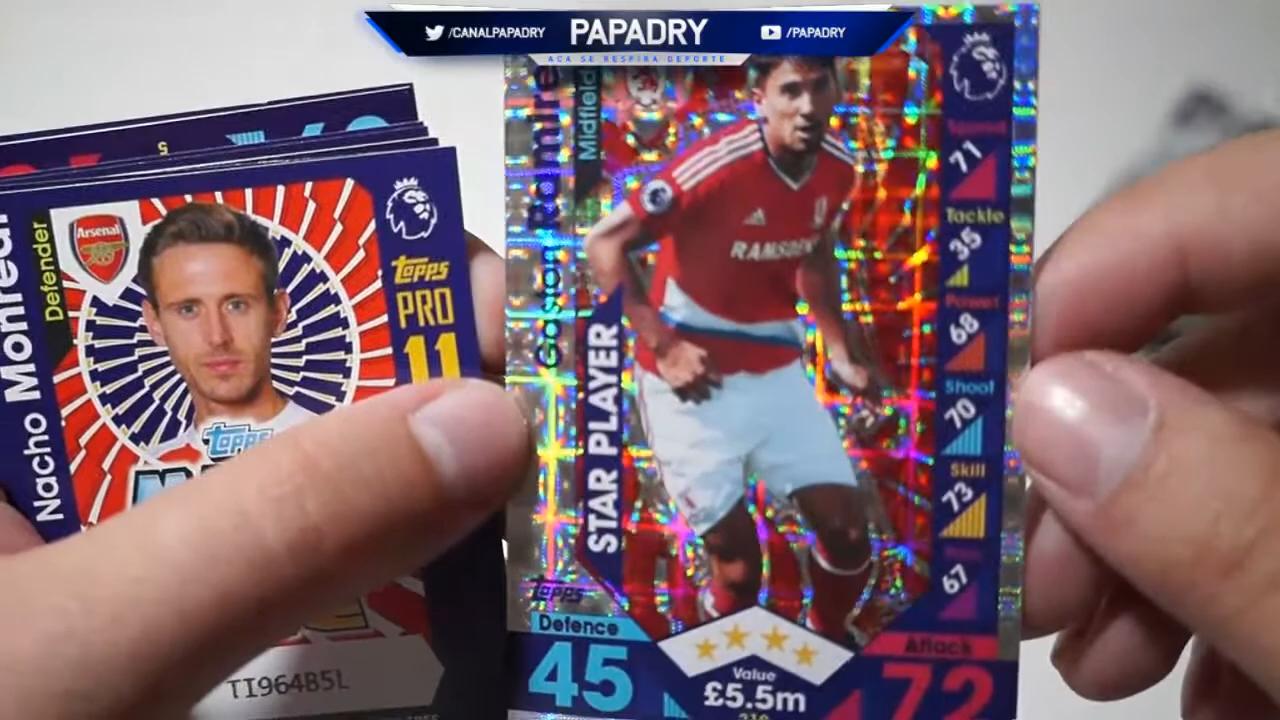 /CANALPAPADRY
PAPADRY
/PAPADRY
ACA SE RESPIRA DEPORTE
Nacho Monreal
Defender
Arsenal
Topps
PRO
11
Topps
TI964B5L
Gaston Ramirez
Midfield
STAR PLAYER
RAMSDENS
71
Tackle
35
Power
68
Shoot
70
Skill
73
67
Topps
Defence
45
Value
£5.5m
Attack
72